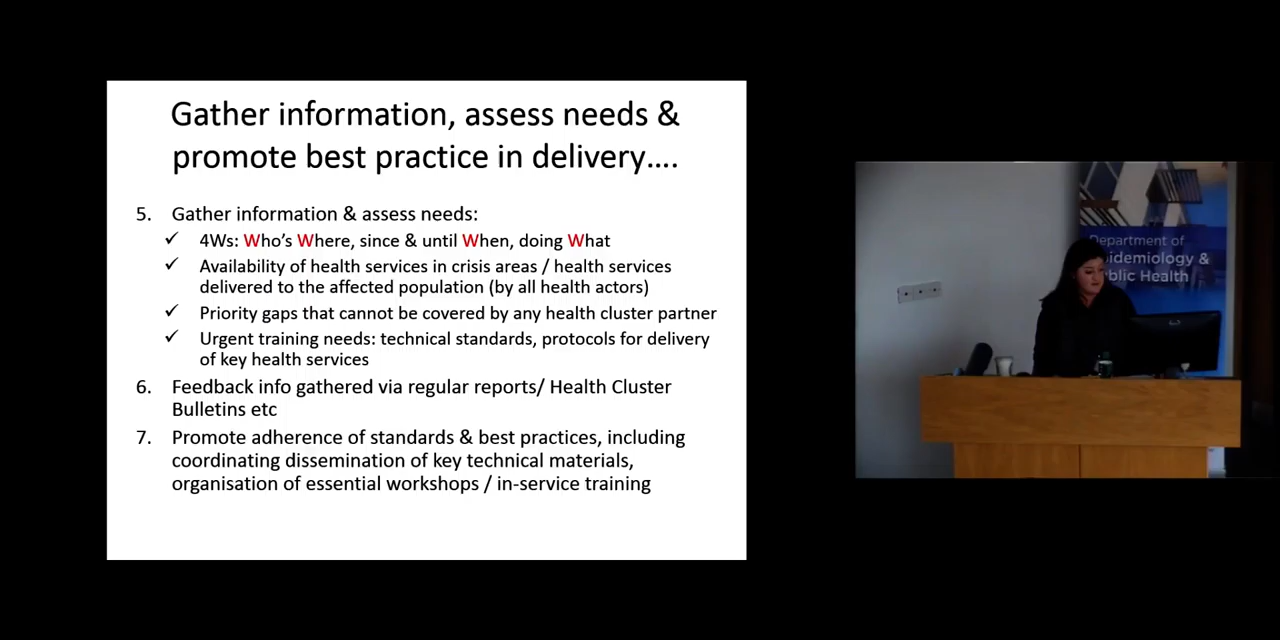 Gather information, assess needs &
promote best practice in delivery....
5. Gather information & assess needs:
✓ 4Ws: Who's Where, since & until When, doing What
✓ Availability of health services in crisis areas / health services
delivered to the affected population (by all health actors)
✓ Priority gaps that cannot be covered by any health cluster partner
✓ Urgent training needs: technical standards, protocols for delivery
of key health services
6. Feedback info gathered via regular reports/ Health Cluster
Bulletins etc
7. Promote adherence of standards & best practices, including
coordinating dissemination of key technical materials,
organisation of essential workshops / in-service training
Department of
idemiology &
blic Health